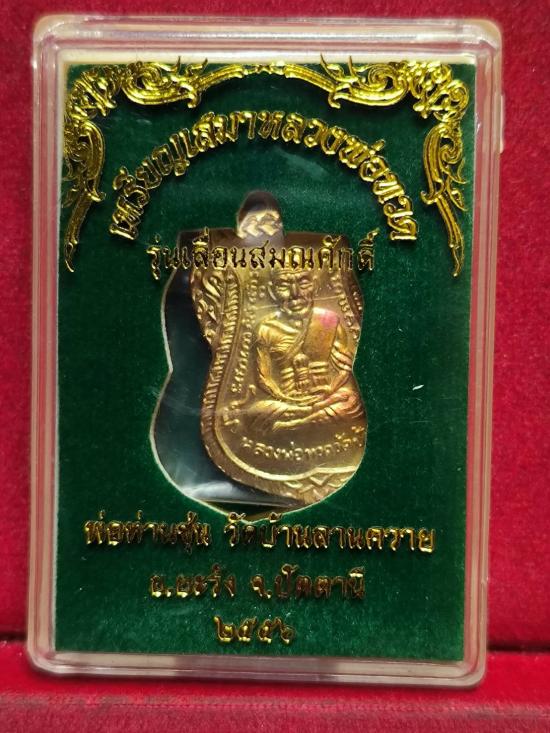 เหรียญเสมาหลวงพ่อทวด
รุ่นเลื่อนสมณศักดิ์
หลวงพ่อทวดวัดช้
พ่อท่านซุ้น วัดบ้านลานควาย
อ.ยะรัง จ.ปัตตานี
๒๕๕๖